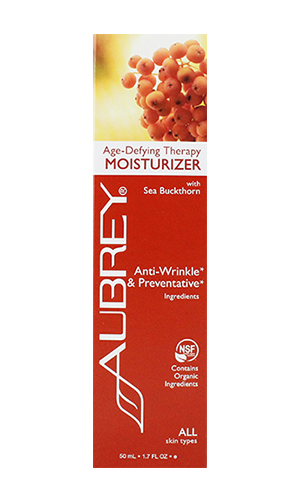 Age-Defying Therapy
MOISTURIZER
with
Sea Buckthorn
AUBREY®
Anti-Wrinkle*
& Preventative*
Ingredients
NSF
Contains
Organic
Ingredients
ALL
skin types
50 mL • 1.7 FL OZ • e